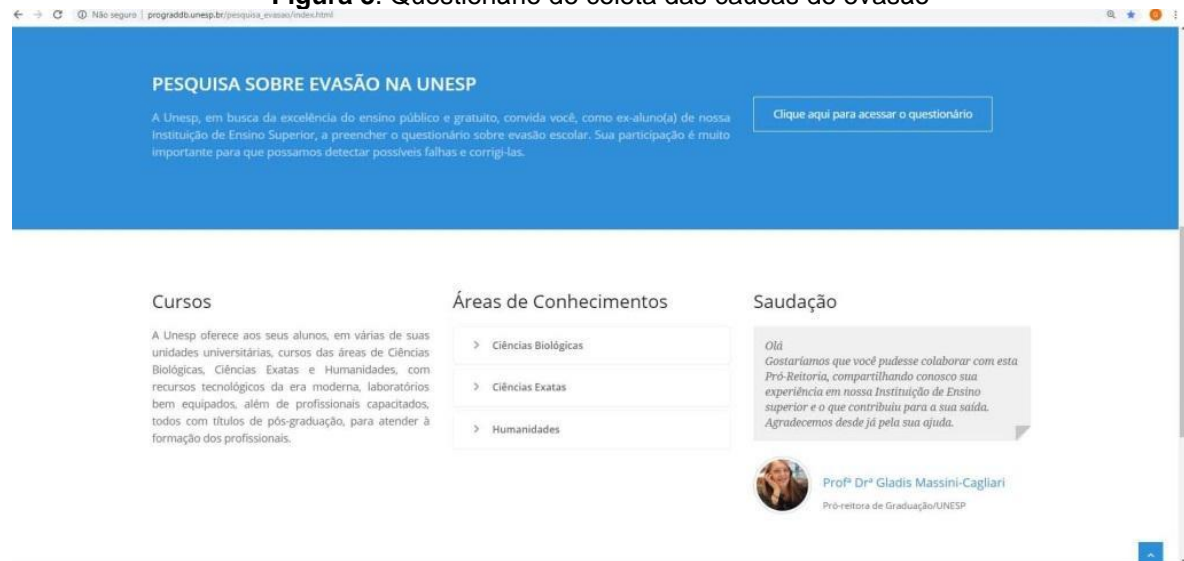 Figura 3. Questionário de coleta das causas de evasão
Não seguro | prograddb.unesp.br/pesquisa_evasao/index.html
PESQUISA SOBRE EVASÃO NA UNESP
A Unesp, em busca da excelência do ensino público e gratuito, convida você, como ex-aluno(a) de nossa
Instituição de Ensino Superior, a preencher o questionário sobre evasão escolar. Sua participação é muito
importante para que possamos detectar possíveis falhas e corrigi-las.
Clique aqui para acessar o questionário
Cursos
A Unesp oferece aos seus alunos, em várias de suas
unidades universitárias, cursos das áreas de Ciências
Biológicas, Ciências Exatas e Humanidades, com
recursos tecnológicos da era moderna, laboratórios
bem equipados, além de profissionais capacitados,
todos com títulos de pós-graduação, para atender à
formação dos profissionais.
Áreas de Conhecimentos
Ciências Biológicas
Ciências Exatas
Humanidades
Saudação
Olá
Gostaríamos que você pudesse colaborar com esta
Pró-Reitoria, compartilhando conosco sua
experiência em nossa Instituição de Ensino
superior e o que contribuiu para a sua saída.
Agradecemos desde já pela sua ajuda.
Profª Drª Gladis Massini-Cagliari
Pró-reitora de Graduação/UNESP